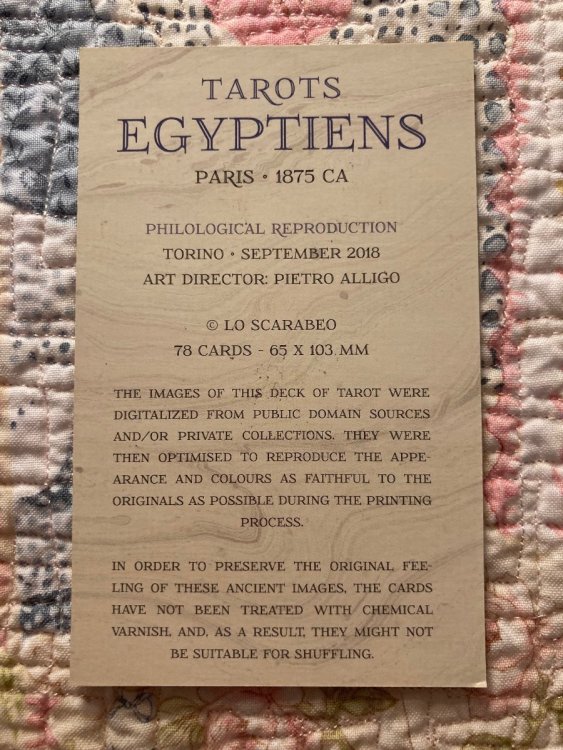 TAROTS
EGYPTIENS
PARIS • 1875 CA
PHILOLOGICAL REPRODUCTION
TORINO • SEPTEMBER 2018
ART DIRECTOR: PIETRO ALLIGO
© LO SCARABEO
78 CARDS - 65 X 103 MM
THE IMAGES OF THIS DECK OF TAROT WERE
DIGITALIZED FROM PUBLIC DOMAIN SOURCES
AND/OR PRIVATE COLLECTIONS. THEY WERE
THEN OPTIMISED TO REPRODUCE THE APPE-
ARANCE AND COLOURS AS FAITHFUL TO THE
ORIGINALS AS POSSIBLE DURING THE PRINTING
PROCESS.
IN ORDER TO PRESERVE THE ORIGINAL FEE-
LING OF THESE ANCIENT IMAGES, THE CARDS
HAVE NOT BEEN TREATED WITH CHEMICAL
VARNISH, AND, AS A RESULT, THEY MIGHT NOT
BE SUITABLE FOR SHUFFLING.